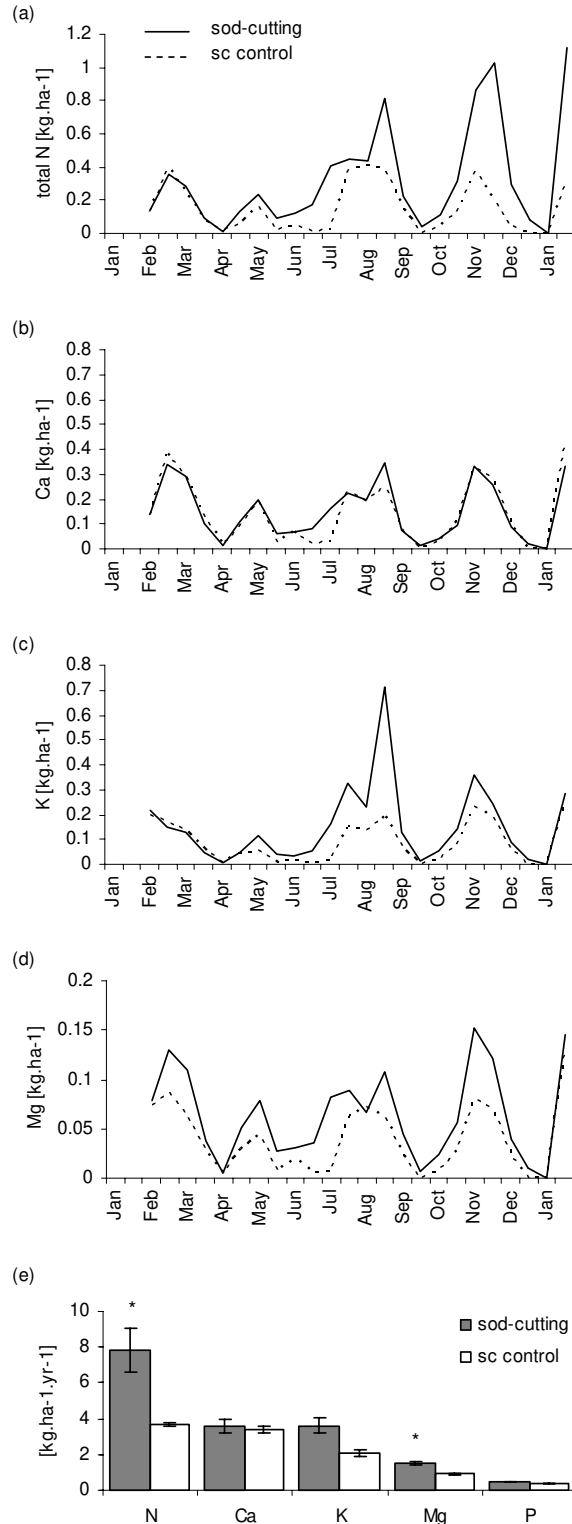 (a)
sod-cutting
sc control
total N [kg.ha-1]
1.2
1
0.8
0.6
0.4
0.2
0
Jan Feb Mar Apr May Jun Jul Aug Sep Oct Nov Dec Jan
(b)
Ca [kg.ha-1]
0.8
0.7
0.6
0.5
0.4
0.3
0.2
0.1
0
Jan Feb Mar Apr May Jun Jul Aug Sep Oct Nov Dec Jan
(c)
K [kg.ha-1]
0.8
0.7
0.6
0.5
0.4
0.3
0.2
0.1
0
Jan Feb Mar Apr May Jun Jul Aug Sep Oct Nov Dec Jan
(d)
Mg [kg.ha-1]
0.2
0.15
0.1
0.05
0
Jan Feb Mar Apr May Jun Jul Aug Sep Oct Nov Dec Jan
(e)
[kg.ha-1.yr-1]
10
8
6
4
2
0
*
*
sod-cutting
sc control
N Ca K Mg P